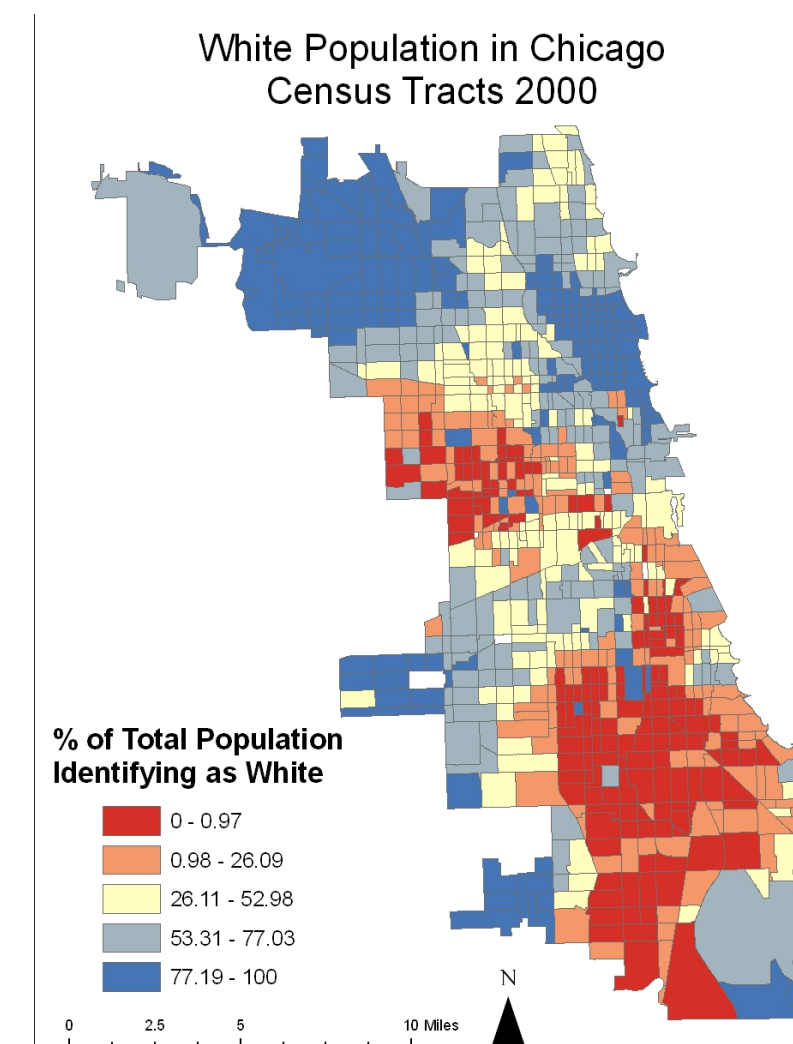 White Population in Chicago
Census Tracts 2000
% of Total Population
Identifying as White
0 - 0.97
0.98 - 26.09
26.11 - 52.98
53.31 - 77.03
77.19 - 100
N
0 2.5 5 10 Miles